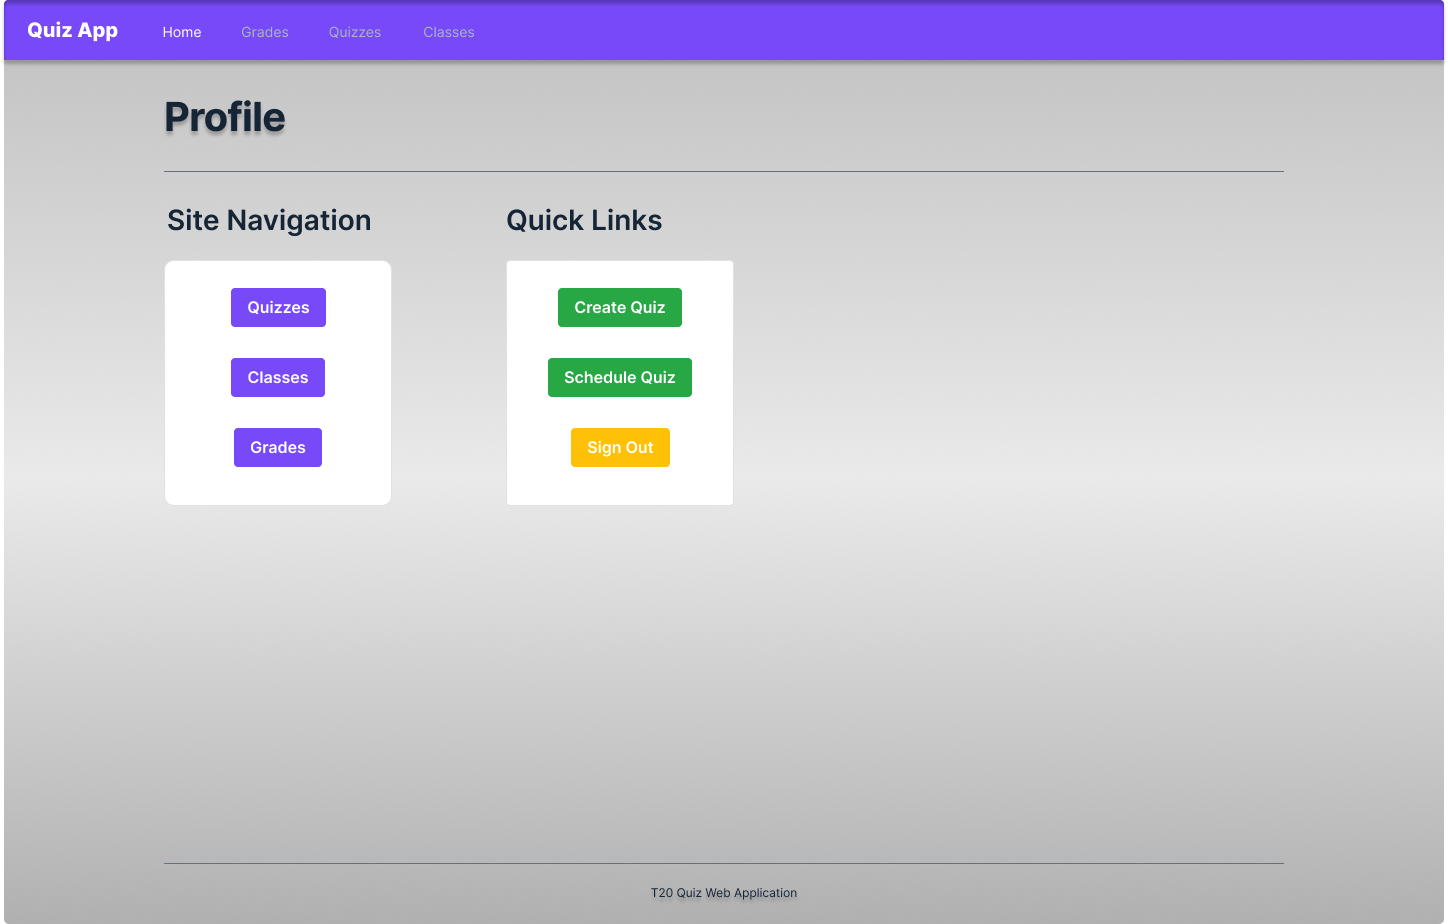 Quiz App Home Grades Quizzes Classes
Profile
Site Navigation
Quizzes
Classes
Grades
Quick Links
Create Quiz
Schedule Quiz
Sign Out
T20 Quiz Web Application